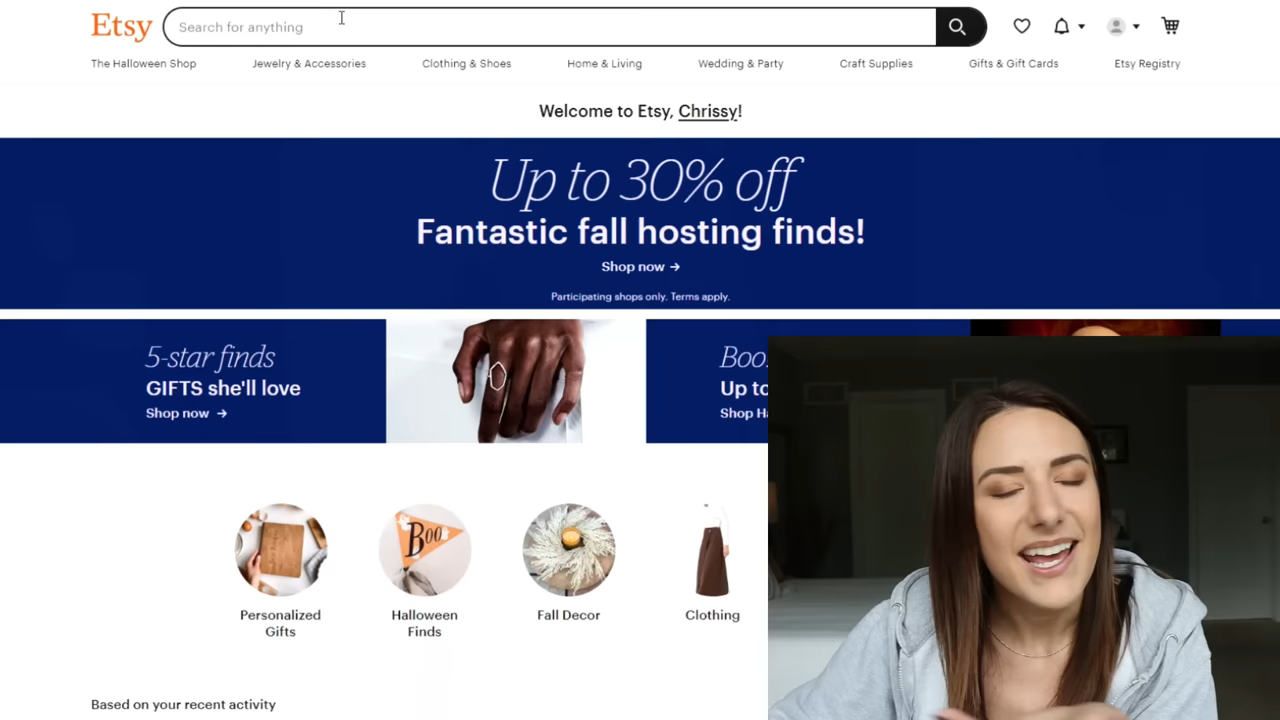 Etsy
Search for anything
The Halloween Shop
Jewelry & Accessories
Clothing & Shoes
Home & Living
Wedding & Party
Craft Supplies
Gifts & Gift Cards
Etsy Registry
Welcome to Etsy, Chrissy!
Up to 30% off
Fantastic fall hosting finds!
Shop now →
Participating shops only. Terms apply.
5-star finds
GIFTS she'll love
Shop now →
Boo
Up to
Shop
Boo
Personalized
Gifts
Halloween
Finds
Fall Decor
Clothing
Based on your recent activity